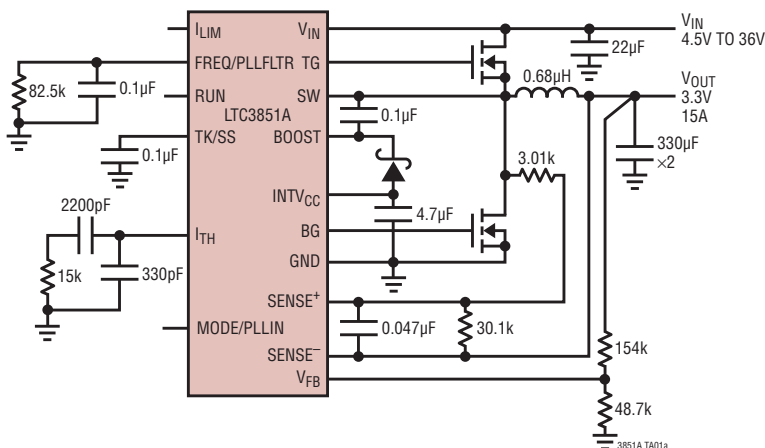 I_LIM
V_IN
V_IN
4.5V TO 36V
22µF
FREQ/PLLFLTR
TG
82.5k
0.1µF
0.68µH
V_OUT
3.3V
15A
RUN
SW
LTC3851A
0.1µF
TK/SS
BOOST
330µF
×2
0.1µF
3.01k
INTV_CC
2200pF
4.7µF
I_TH
BG
15k
330pF
GND
SENSE+
MODE/PLLIN
0.047µF
30.1k
154k
SENSE–
V_FB
48.7k
3851A TA01a